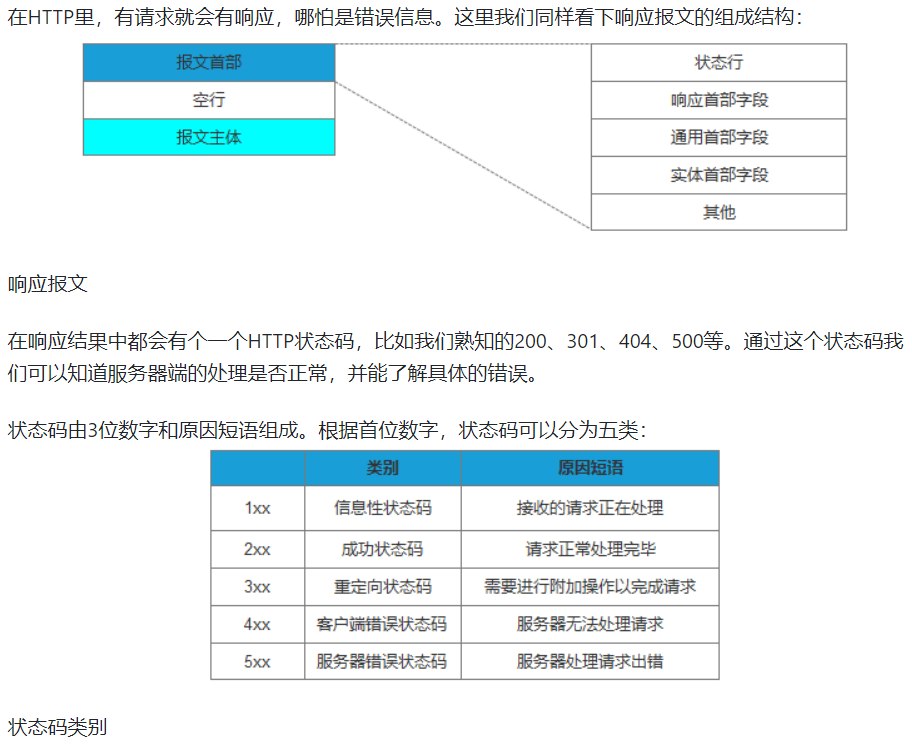 在HTTP里，有请求就会有响应，哪怕是错误信息。这里我们同样看下响应报文的组成结构：
报文首部
空行
报文主体
状态行
响应首部字段
通用首部字段
实体首部字段
其他
响应报文
在响应结果中都会有个一个HTTP状态码，比如我们熟知的200、301、404、500等。通过这个状态码我
们可以知道服务器端的处理是否正常，并能了解具体的错误。
状态码由3位数字和原因短语组成。根据首位数字，状态码可以分为五类：
类别 原因短语
1xx 信息性状态码 接收的请求正在处理
2xx 成功状态码 请求正常处理完毕
3xx 重定向状态码 需要进行附加操作以完成请求
4xx 客户端错误状态码 服务器无法处理请求
5xx 服务器错误状态码 服务器处理请求出错
状态码类别